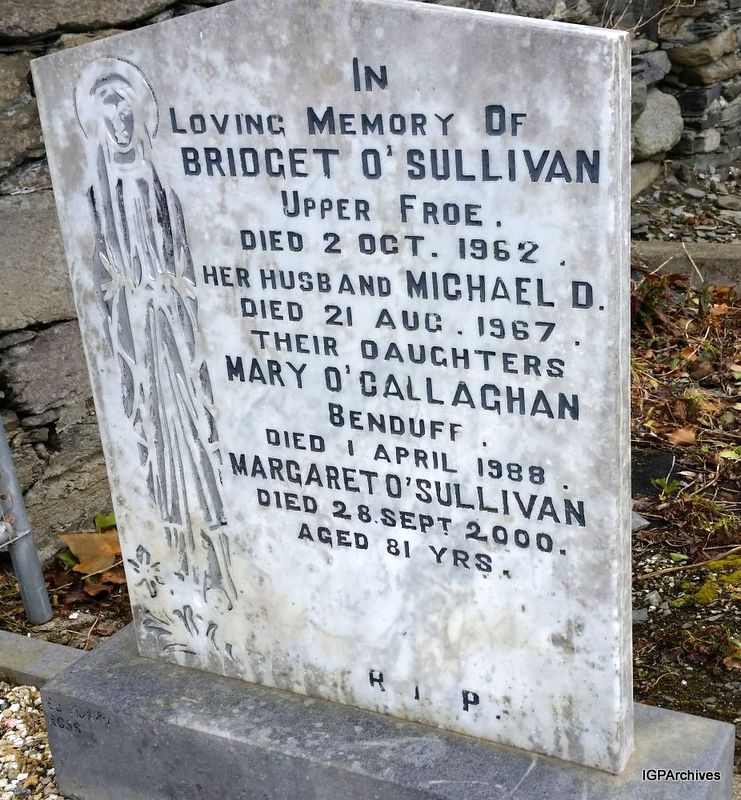 IN
LOVING MEMORY OF
BRIDGET O'SULLIVAN
UPPER FROE.
DIED 2 OCT. 1962.
HER HUSBAND MICHAEL D.
DIED 21 AUG. 1967.
THEIR DAUGHTERS
MARY O'CALLAGHAN
BENDUFF.
DIED 1 APRIL 1988.
MARGARET O'SULLIVAN
DIED 28.SEPT. 2000.
AGED 81 YRS.
R I P.
ROSS
IGPArchives